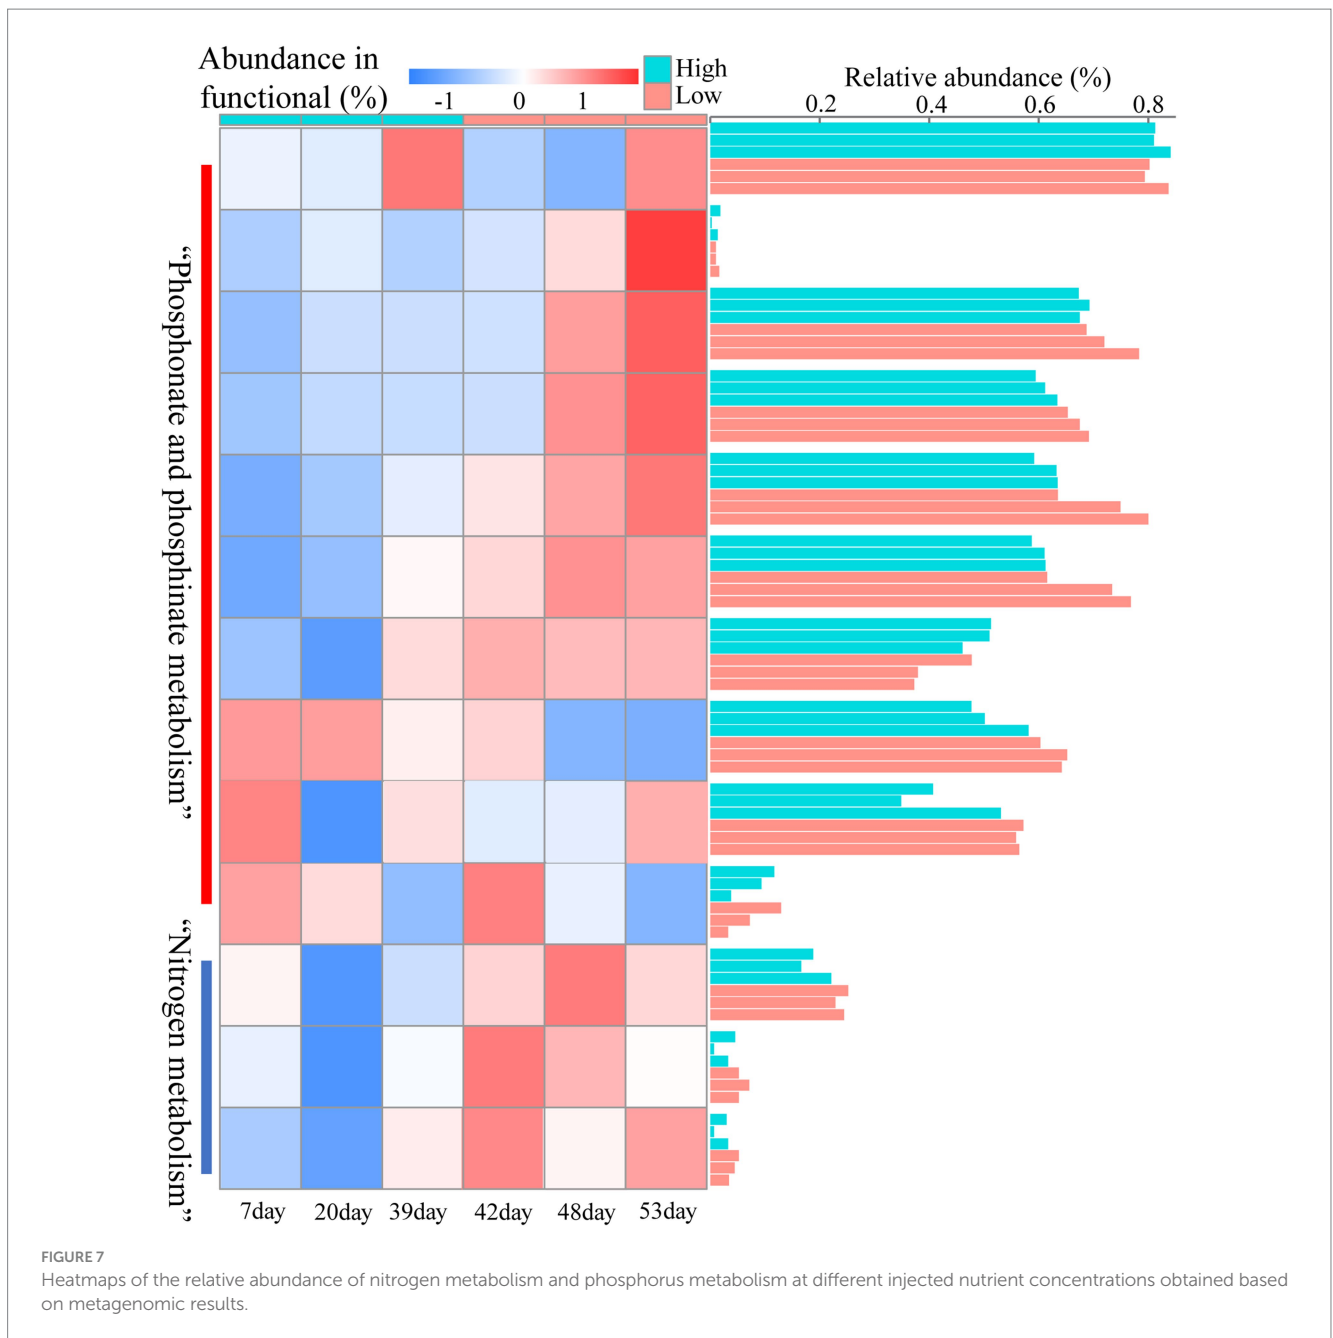 Abundance in
functional (%)
-1 0 1
High
Low
Relative abundance (%)
0.2 0.4 0.6 0.8
“Phosphonate and phosphinate metabolism”
“Nitrogen metabolism”
7day 20day 39day 42day 48day 53day
FIGURE 7
Heatmaps of the relative abundance of nitrogen metabolism and phosphorus metabolism at different injected nutrient concentrations obtained based
on metagenomic results.